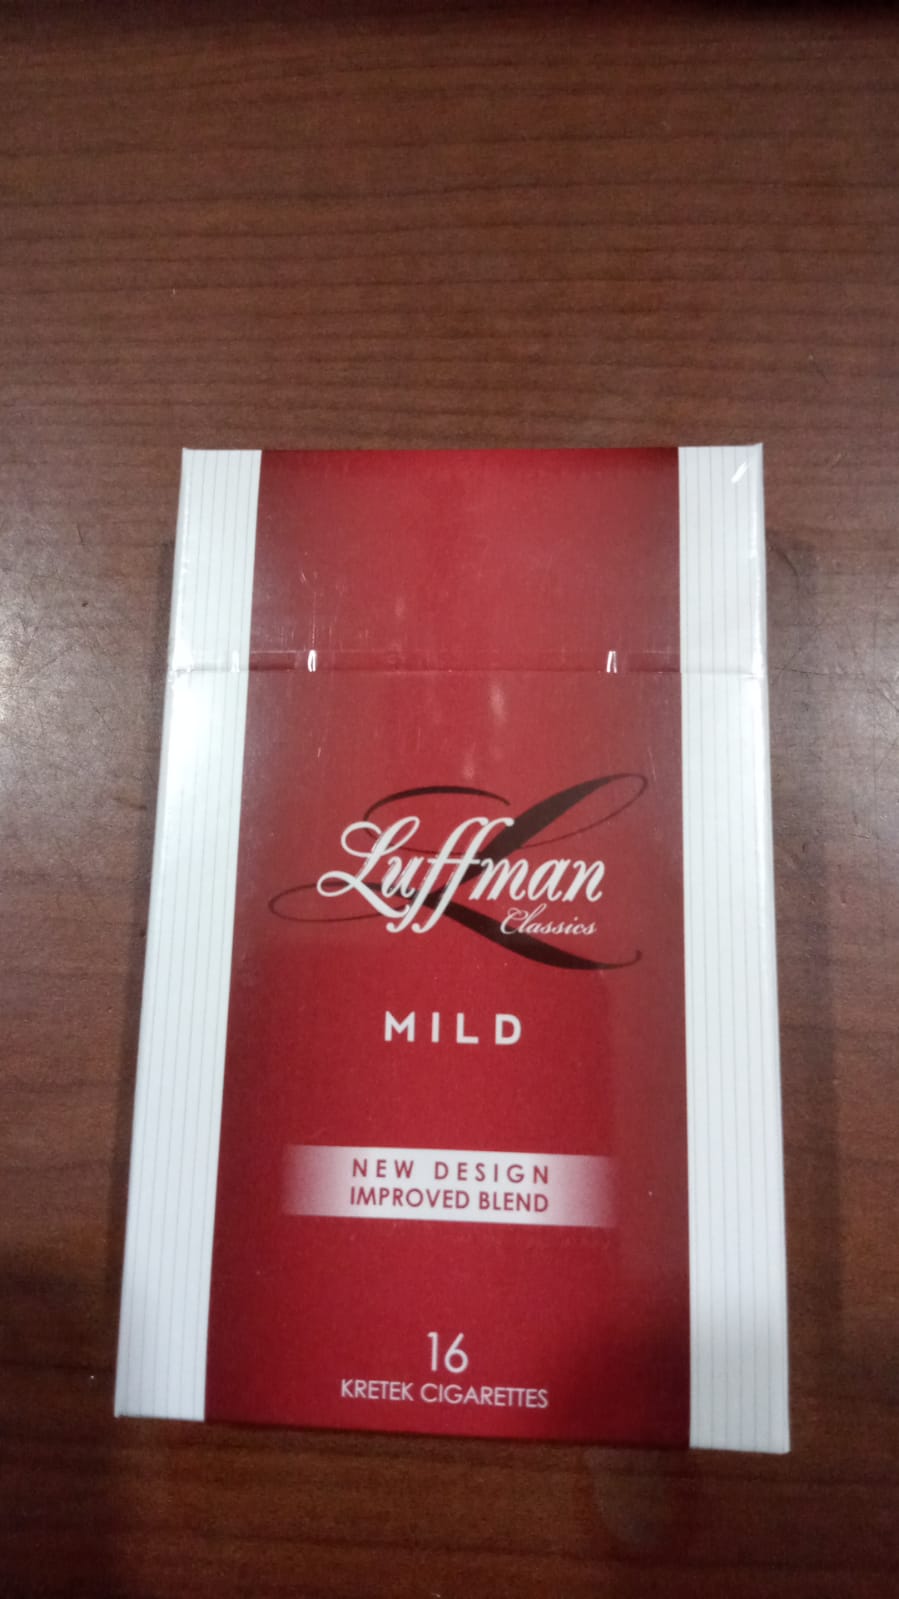 Luffman
Classics
MILD
NEW DESIGN
IMPROVED BLEND
16
KRETEK CIGARETTES